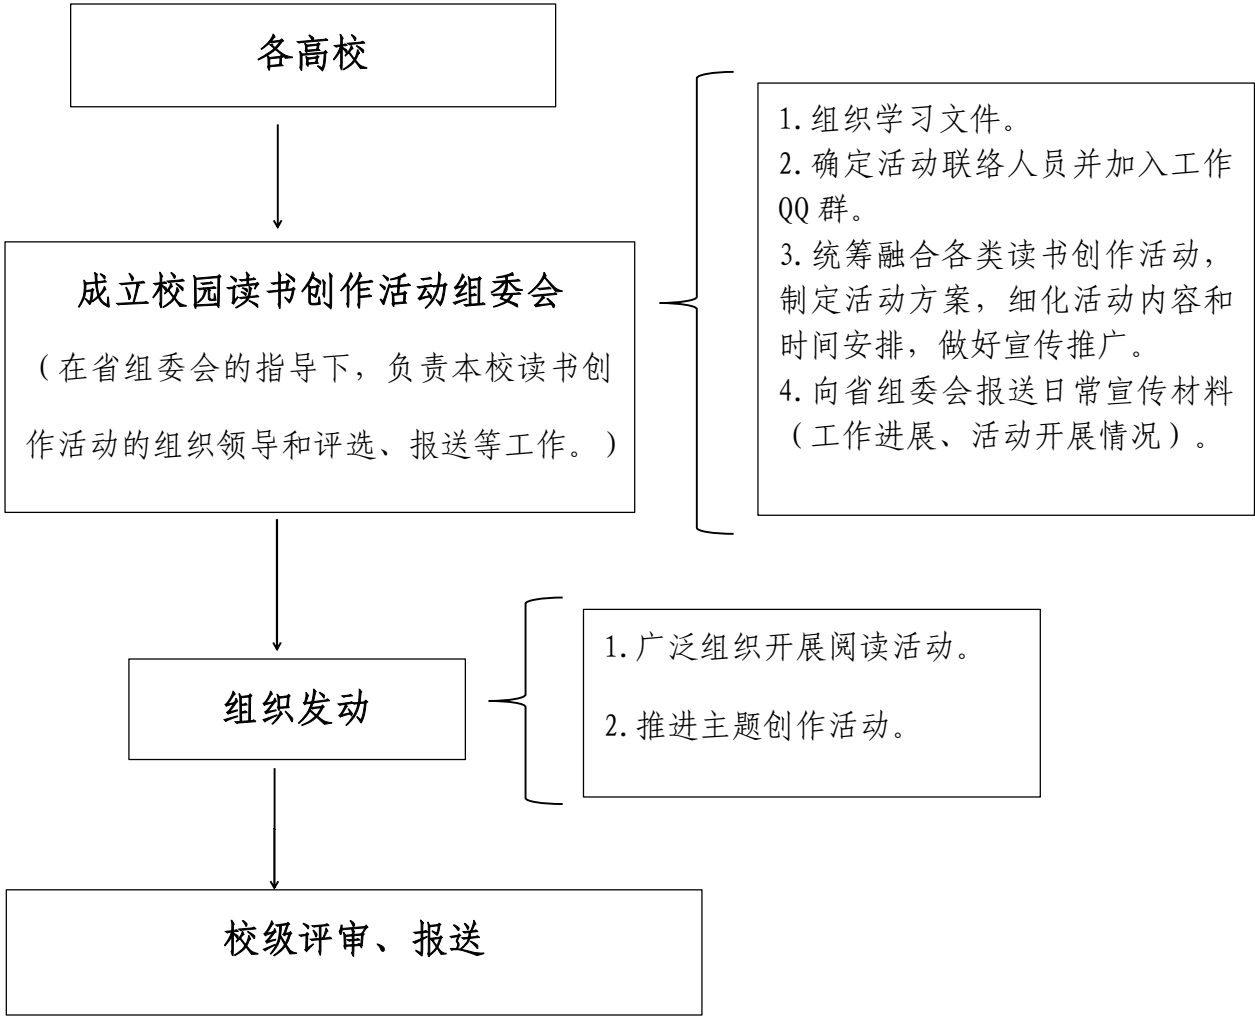 各高校
成立校园读书创作活动组委会
（在省组委会的指导下，负责本校读书创
作活动的组织领导和评选、报送等工作。）
1.组织学习文件。
2.确定活动联络人员并加入工作
QQ群。
3.统筹融合各类读书创作活动，
制定活动方案，细化活动内容和
时间安排，做好宣传推广。
4.向省组委会报送日常宣传材料
（工作进展、活动开展情况）。
组织发动
1.广泛组织开展阅读活动。
2.推进主题创作活动。
校级评审、报送